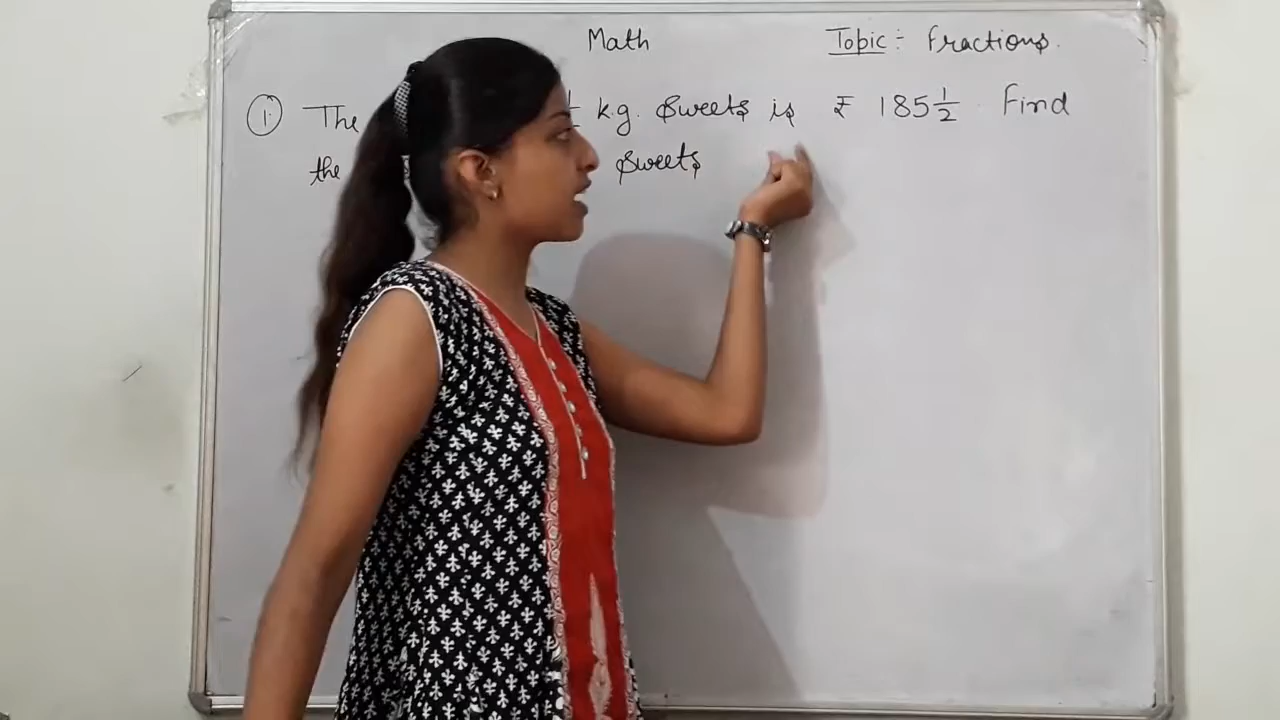 Math Topic:- Fractions.
① The k.g. Sweets is ₹ 185 1/2. Find
the Sweets